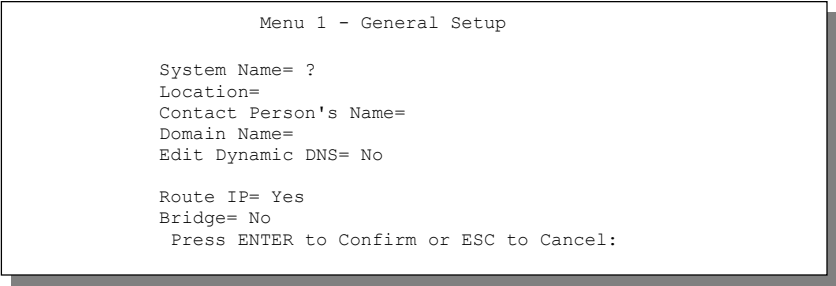 Menu 1 - General Setup
System Name= ?
Location=
Contact Person's Name=
Domain Name=
Edit Dynamic DNS= No
Route IP= Yes
Bridge= No
Press ENTER to Confirm or ESC to Cancel: